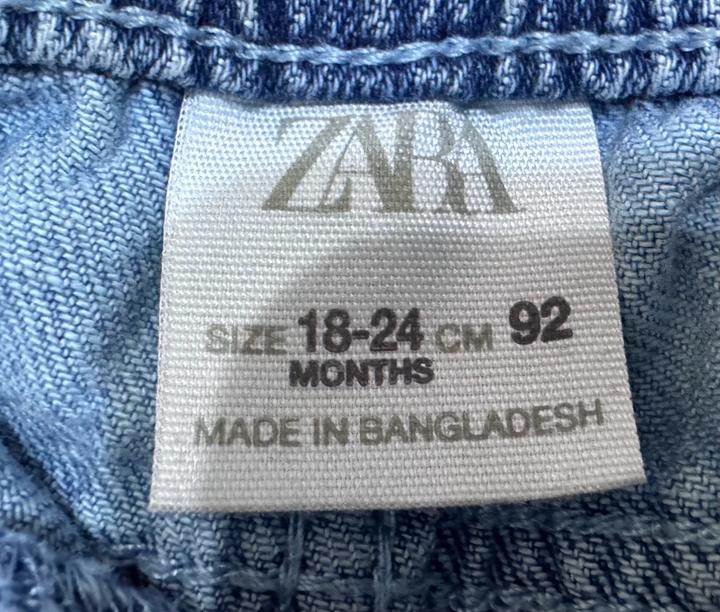 ZARA
SIZE 18-24 CM 92
MONTHS
MADE IN BANGLADESH